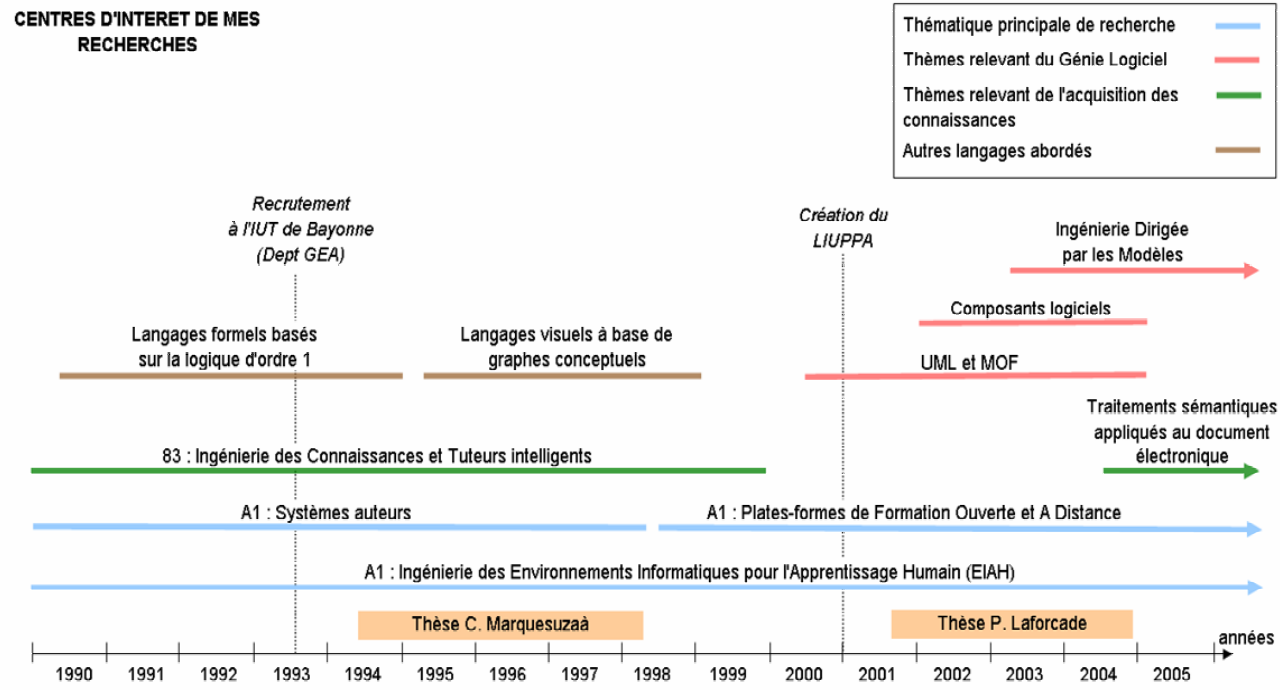 CENTRES D'INTERET DE MES
RECHERCHES
Thématique principale de recherche
Thèmes relevant du Génie Logiciel
Thèmes relevant de l'acquisition des
connaissances
Autres langages abordés
Recrutement
à l'IUT de Bayonne
(Dept GEA)
Création du
LIUPPA
Ingénierie Dirigée
par les Modèles
Composants logiciels
Langages formels basés
sur la logique d'ordre 1
Langages visuels à base de
graphes conceptuels
UML et MOF
Traitements sémantiques
appliqués au document
électronique
83 : Ingénierie des Connaissances et Tuteurs intelligents
A1 : Systèmes auteurs
A1 : Plates-formes de Formation Ouverte et A Distance
A1 : Ingénierie des Environnements Informatiques pour l'Apprentissage Humain (EIAH)
Thèse C. Marquesuzaà
Thèse P. Laforcade
années
1990 1991 1992 1993 1994 1995 1996 1997 1998 1999 2000 2001 2002 2003 2004 2005